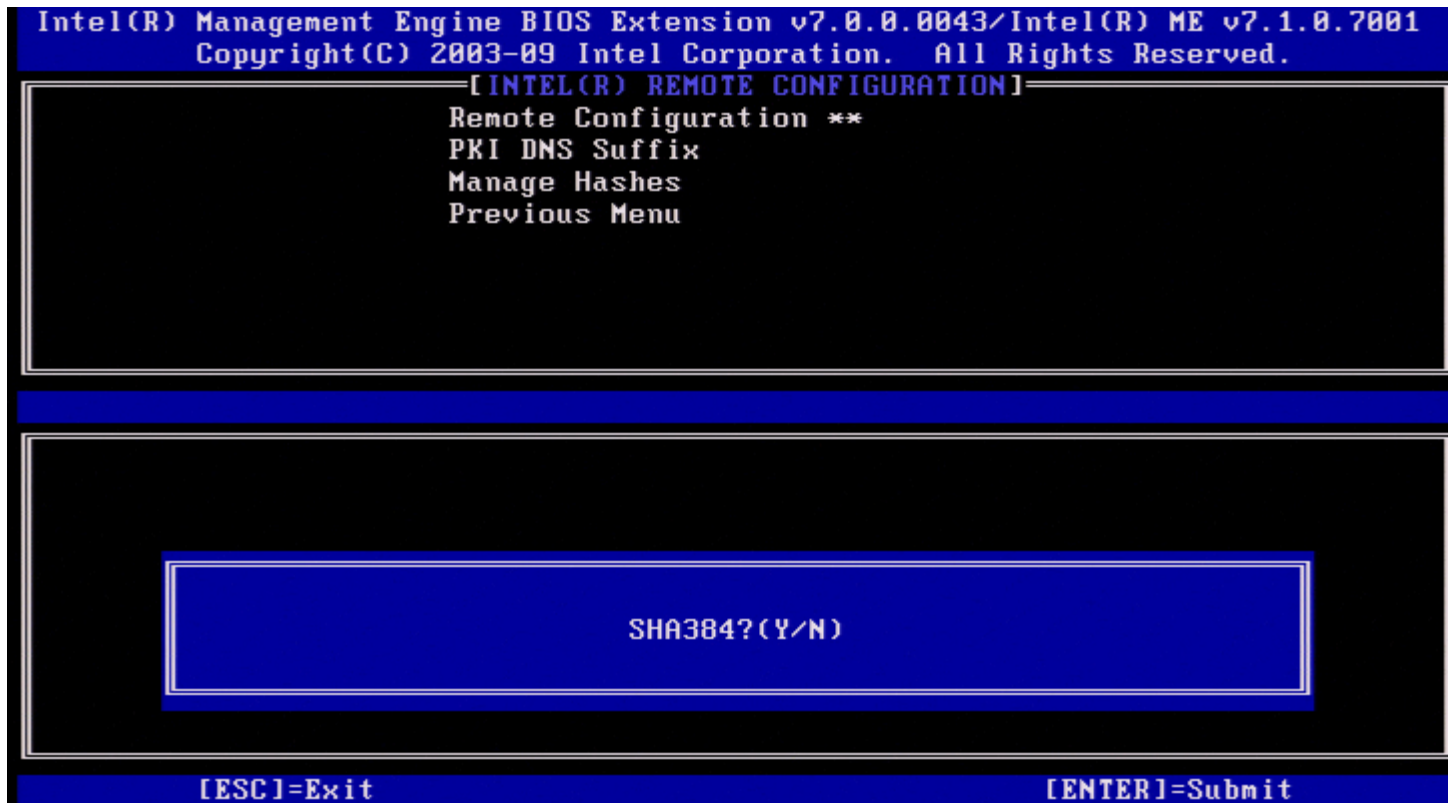 Intel(R) Management Engine BIOS Extension v7.0.0.0043/Intel(R) ME v7.1.0.7001
Copyright(C) 2003-09 Intel Corporation. All Rights Reserved.
[INTEL(R) REMOTE CONFIGURATION]
Remote Configuration **
PKI DNS Suffix
Manage Hashes
Previous Menu
SHA384?(Y/N)
[ESC]=Exit [ENTER]=Submit